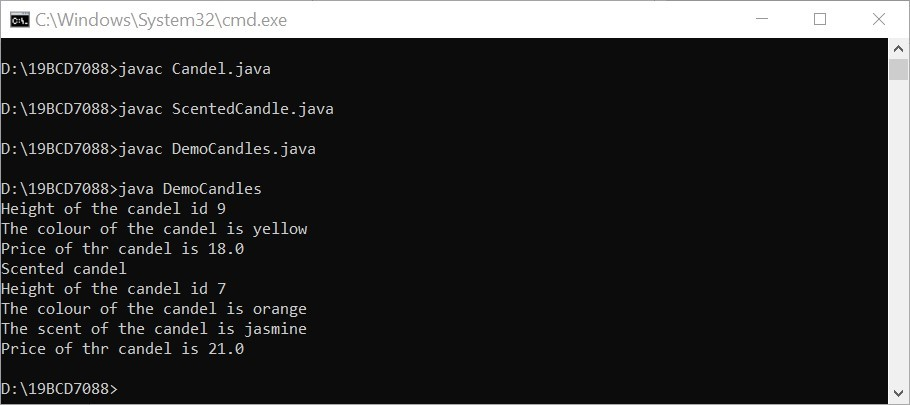 C:\Windows\System32\cmd.exe
D:\19BCD7088>javac Candel.java
D:\19BCD7088>javac ScentedCandle.java
D:\19BCD7088>javac DemoCandles.java
D:\19BCD7088>java DemoCandles
Height of the candel id 9
The colour of the candel is yellow
Price of thr candel is 18.0
Scented candel
Height of the candel id 7
The colour of the candel is orange
The scent of the candel is jasmine
Price of thr candel is 21.0
D:\19BCD7088>